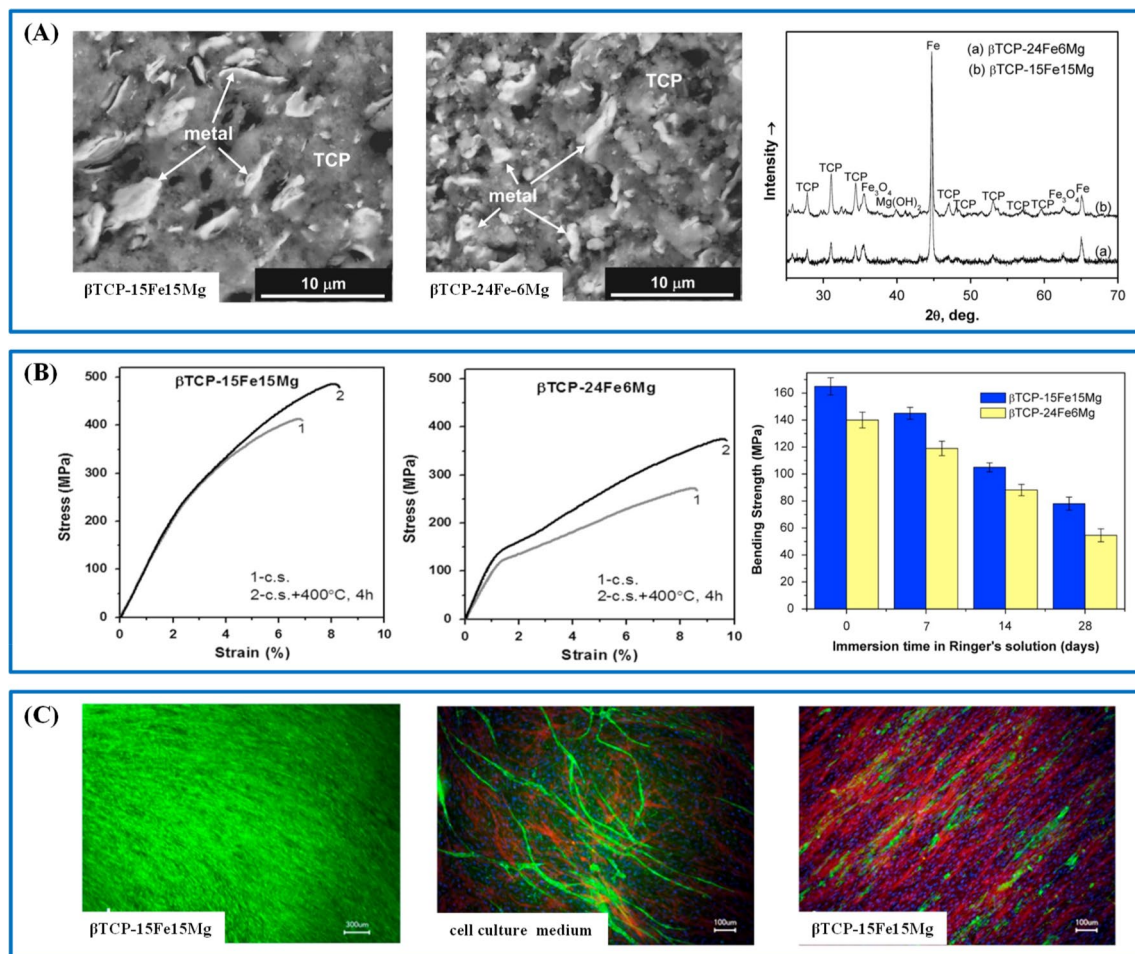 (A)
metal
TCP
βTCP-15Fe15Mg
10 μm
TCP
metal
βTCP-24Fe-6Mg
10 μm
(a) βTCP-24Fe6Mg
(b) βTCP-15Fe15Mg
Fe
Intensity →
TCP
TCP
TCP
Fe₃O₄
Mg(OH)₂
TCP
TCP
TCP
TCP
TCP
Fe₃O₄
Fe
(b)
(a)
30 40 50 60 70
2θ, deg.
(B)
βTCP-15Fe15Mg
500
400
300
200
100
0
Stress (MPa)
2
1
1-c.s.
2-c.s.+400°C, 4h
0 2 4 6 8 10
Strain (%)
βTCP-24Fe6Mg
500
400
300
200
100
0
Stress (MPa)
2
1
1-c.s.
2-c.s.+400°C, 4h
0 2 4 6 8 10
Strain (%)
βTCP-15Fe15Mg
βTCP-24Fe6Mg
160
140
120
100
80
60
40
20
0
Bending Strength (MPa)
0 7 14 28
Immersion time in Ringer's solution (days)
(C)
βTCP-15Fe15Mg
300um
cell culture medium
100um
βTCP-15Fe15Mg
100um